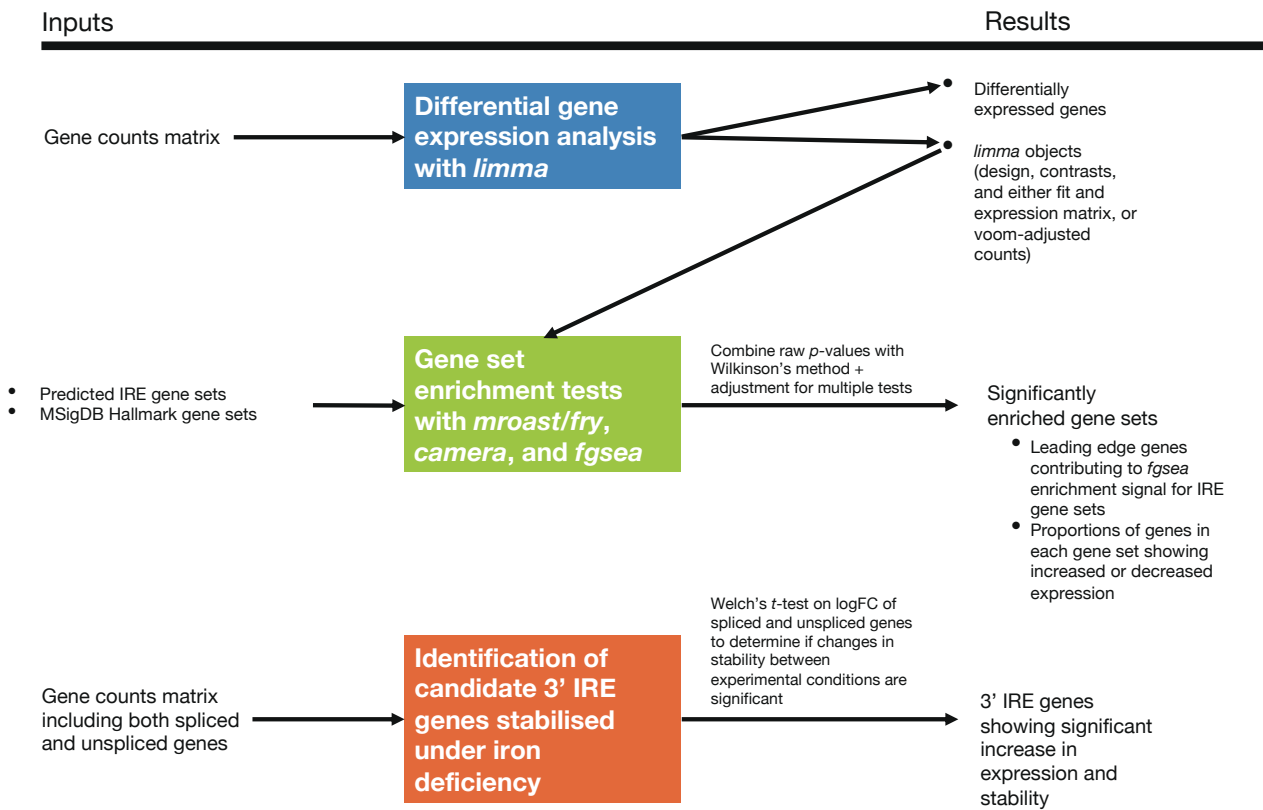 Inputs
Results
Gene counts matrix
Differential gene
expression analysis
with limma
• Differentially
expressed genes
• limma objects
(design, contrasts,
and either fit and
expression matrix, or
voom-adjusted
counts)
• Predicted IRE gene sets
• MSigDB Hallmark gene sets
Gene set
enrichment tests
with mroast/fry,
camera, and fgsea
Combine raw p-values with
Wilkinson's method +
adjustment for multiple tests
Significantly
enriched gene sets
• Leading edge genes
contributing to fgsea
enrichment signal for IRE
gene sets
• Proportions of genes in
each gene set showing
increased or decreased
expression
Gene counts matrix
including both spliced
and unspliced genes
Identification of
candidate 3' IRE
genes stabilised
under iron
deficiency
Welch's t-test on logFC of
spliced and unspliced genes
to determine if changes in
stability between
experimental conditions are
significant
3' IRE genes
showing significant
increase in
expression and
stability